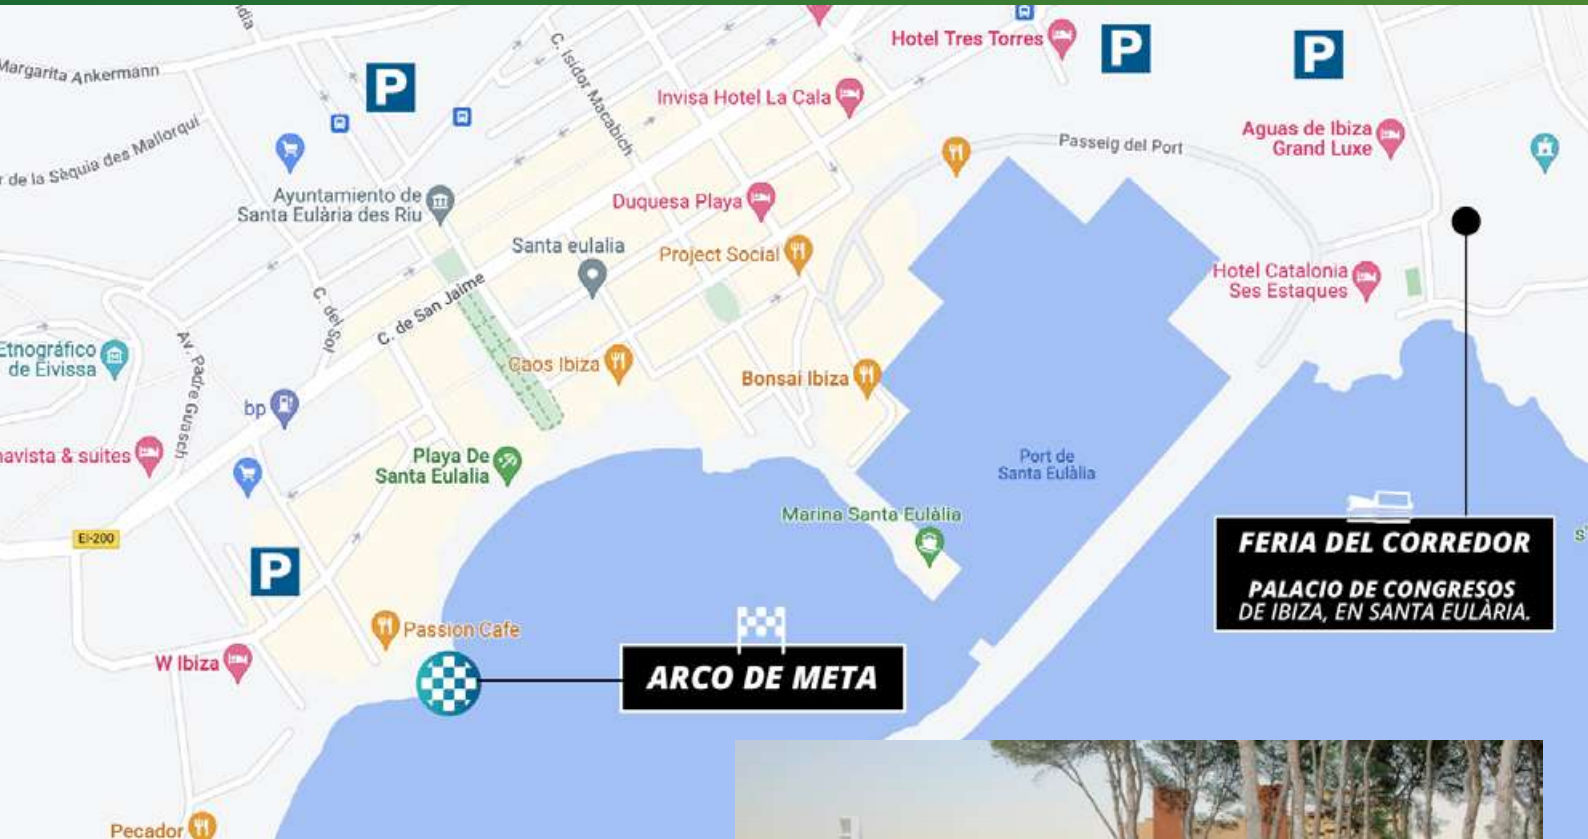 Hotel Tres Torres
P
P
P
Margarita Ankermann
C. Isidor Macabich
Invisa Hotel La Cala
Aguas de Ibiza
Grand Luxe
Passeig del Port
de la Sèquia des Mallorquí
Ayuntamiento de
Santa Eulària des Riu
Duquesa Playa
Santa eulalia
Project Social
Hotel Catalonia
Ses Estaques
C. del Sol
C. de San Jaime
Etnográfico
de Eivissa
Av. Padre Guasch
Caos Ibiza
Bonsai Ibiza
bp
Playa De
Santa Eulalia
& suites
Port de
Santa Eulàlia
Marina Santa Eulàlia
EI-200
FERIA DEL CORREDOR
PALACIO DE CONGRESOS
DE IBIZA, EN SANTA EULÀRIA.
P
Passion Cafe
W Ibiza
ARCO DE META
Pecador